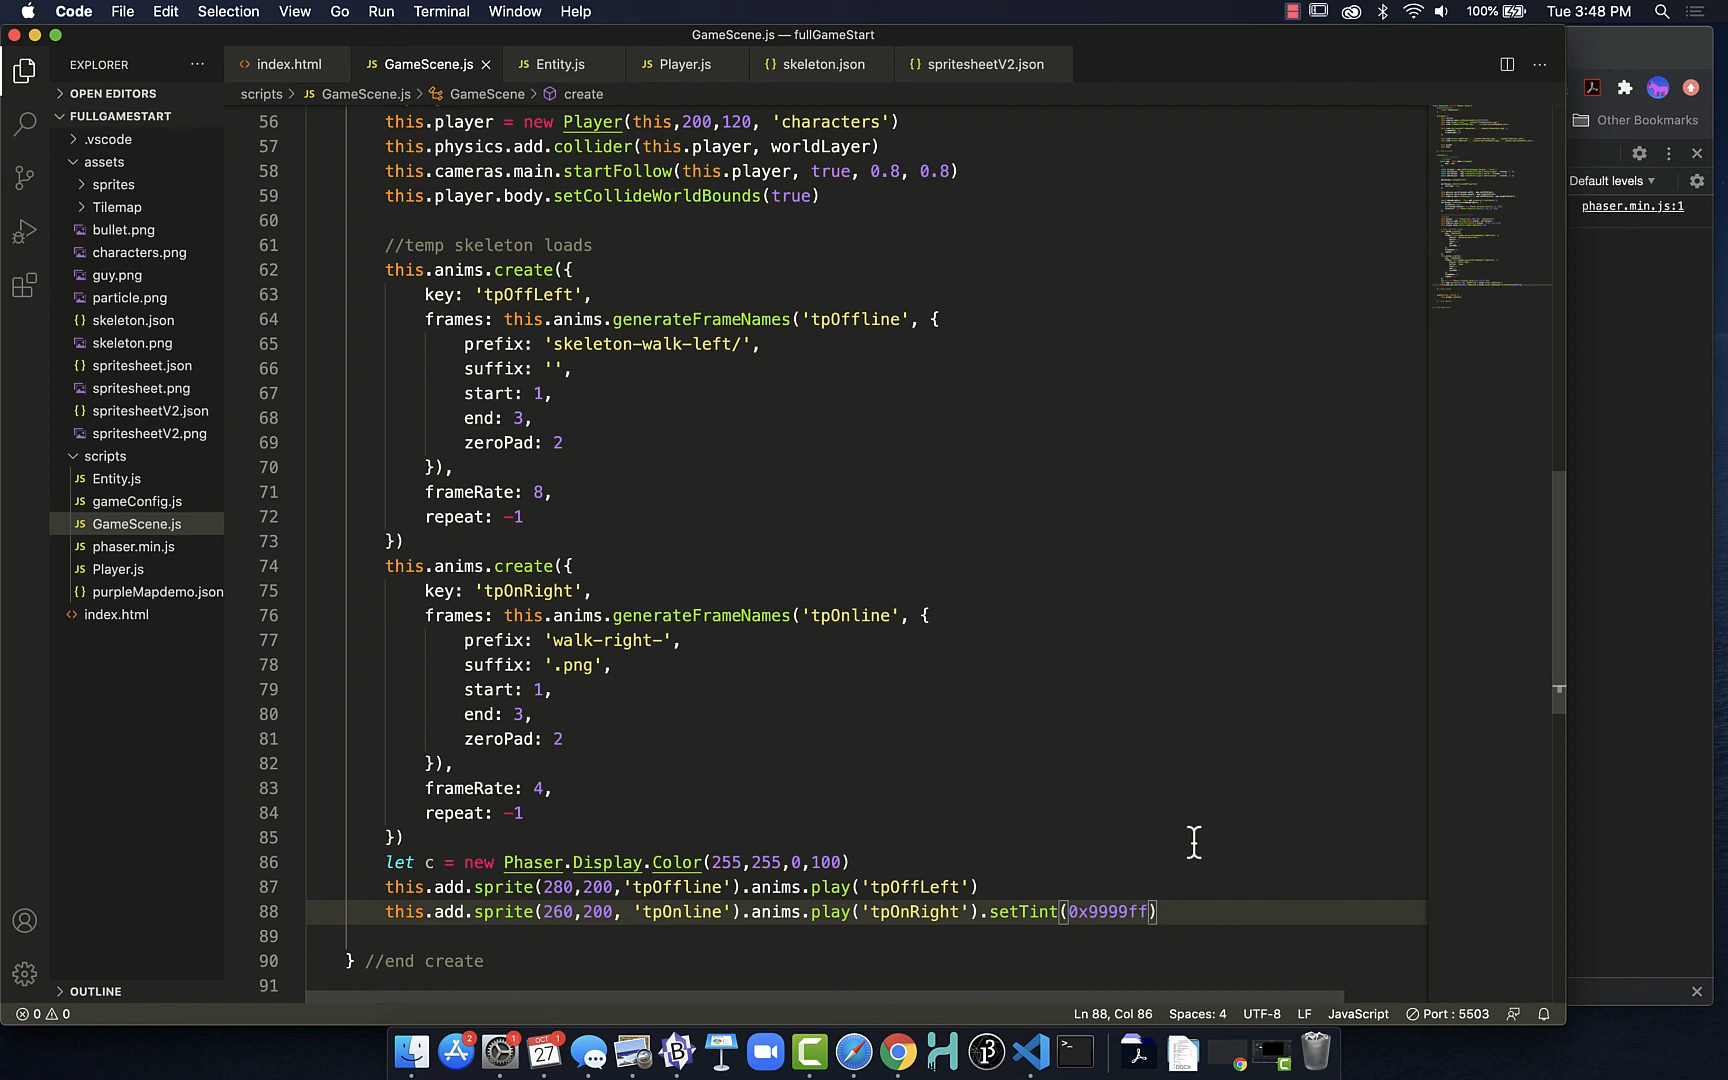 Code File Edit Selection View Go Run Terminal Window Help 100% Tue 3:48 PM
GameScene.js — fullGameStart
EXPLORER
index.html
GameScene.js
Entity.js
Player.js
skeleton.json
spritesheetV2.json
OPEN EDITORS
scripts > JS GameScene.js > GameScene > create
FULLGAMESTART
.vscode
assets
sprites
Tilemap
bullet.png
characters.png
guy.png
particle.png
skeleton.json
skeleton.png
spritesheet.json
spritesheet.png
spritesheetV2.json
spritesheetV2.png
scripts
JS Entity.js
JS gameConfig.js
JS GameScene.js
JS phaser.min.js
JS Player.js
purpleMapdemo.json
index.html
OUTLINE
56 this.player = new Player(this,200,120, 'characters')
57 this.physics.add.collider(this.player, worldLayer)
58 this.cameras.main.startFollow(this.player, true, 0.8, 0.8)
59 this.player.body.setCollideWorldBounds(true)
60
61 //temp skeleton loads
62 this.anims.create({
63 key: 'tpOffLeft',
64 frames: this.anims.generateFrameNames('tpOffline', {
65 prefix: 'skeleton-walk-left/',
66 suffix: '',
67 start: 1,
68 end: 3,
69 zeroPad: 2
70 }),
71 frameRate: 8,
72 repeat: -1
73 })
74 this.anims.create({
75 key: 'tpOnRight',
76 frames: this.anims.generateFrameNames('tpOnline', {
77 prefix: 'walk-right-',
78 suffix: '.png',
79 start: 1,
80 end: 3,
81 zeroPad: 2
82 }),
83 frameRate: 4,
84 repeat: -1
85 })
86 let c = new Phaser.Display.Color(255,255,0,100)
87 this.add.sprite(280,200,'tpOffline').anims.play('tpOffLeft')
88 this.add.sprite(260,200, 'tpOnline').anims.play('tpOnRight').setTint(0x9999ff)
89
90 } //end create
91
Other Bookmarks
Default levels
phaser.min.js:1
0 0 Ln 88, Col 86 Spaces: 4 UTF-8 LF JavaScript Port : 5503
2
1
OCT 1
27
1
DOCX